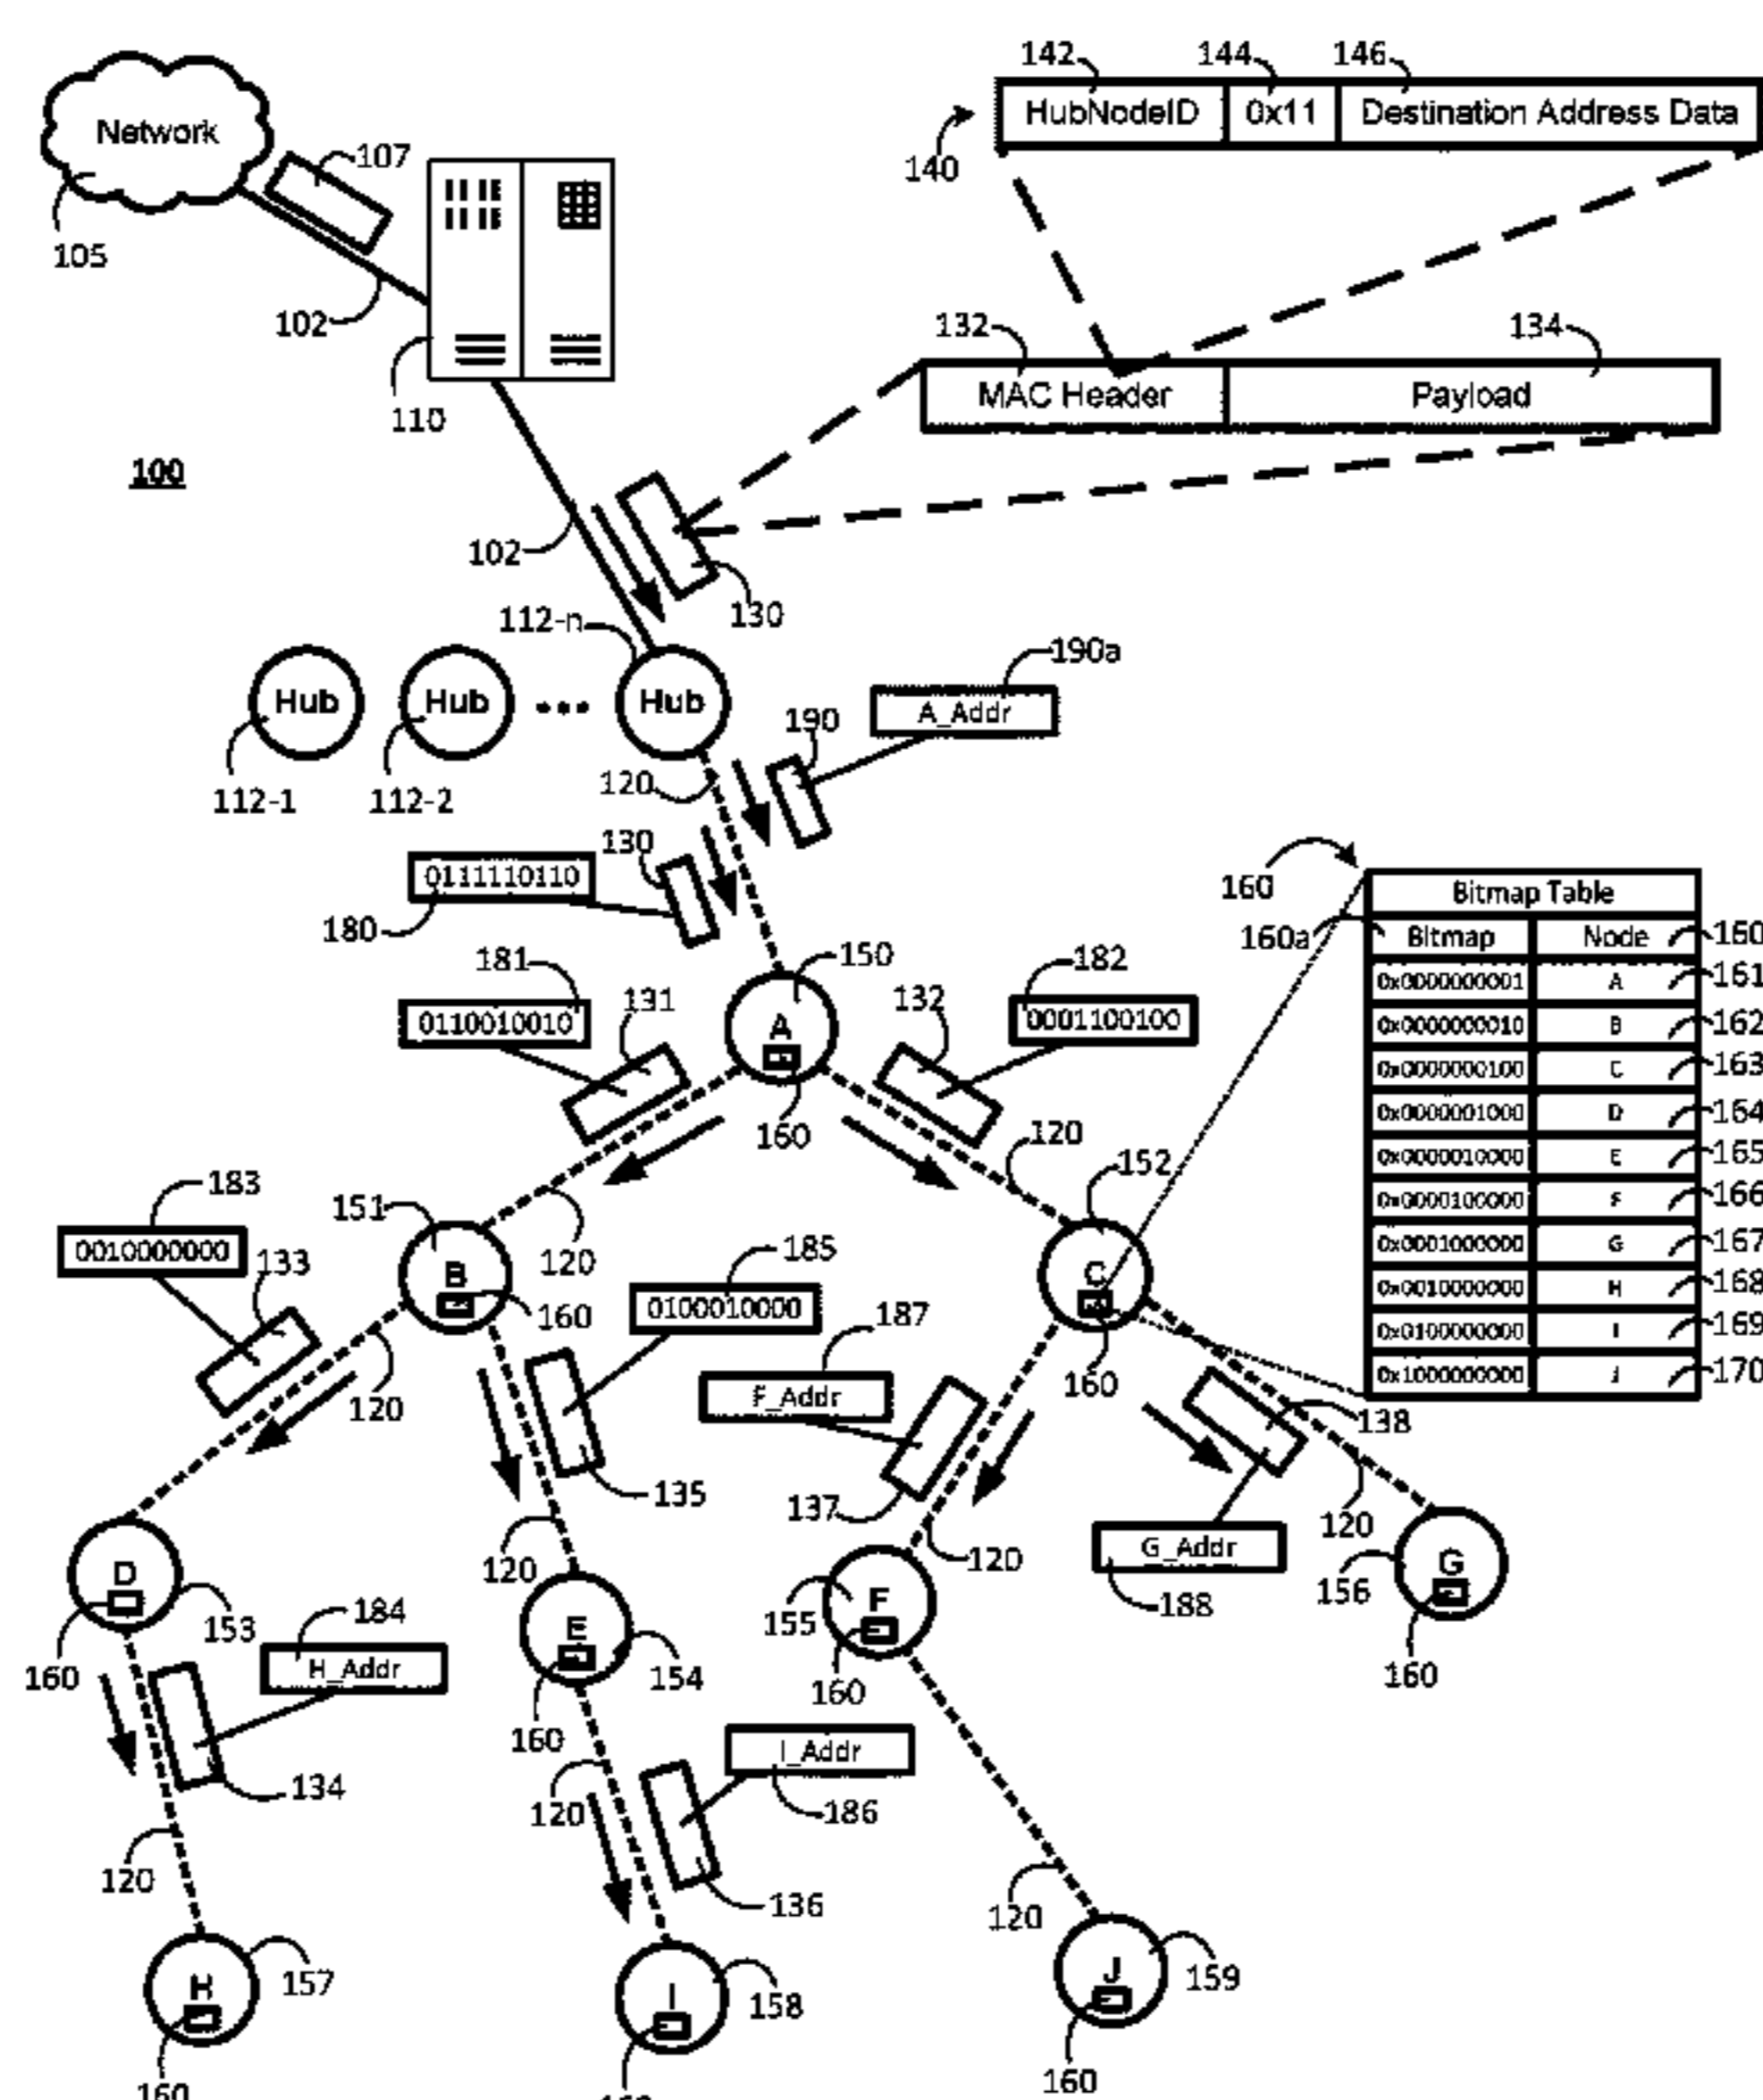 142 144 146
HubNodeID 0x11 Destination Address Data
140
Network
107
105
102
110
132 134
MAC Header Payload
100
102
130
112-n
Hub Hub ••• Hub
112-1 112-2
190a
A_Addr
190
120
130
0111110110
180
160
Bitmap Table
160a Bitmap Node 160
0x0000000001 A 161
0x0000000010 B 162
0x0000000100 C 163
0x0000001000 D 164
0x0000010000 E 165
0x0000100000 F 166
0x0001000000 G 167
0x0010000000 H 168
0x0100000000 I 169
0x1000000000 J 170
150
A
160
181
0110010010
131
182
0001100100
132
120
152
183
0010000000
133
151
B
160
120
185
0100010000
C
160
120
187
F_Addr
138
135
137
120
120
120
G_Addr
188
G
156
160
D
153
160
184
H_Addr
E
154
160
F
155
160
134
120
I_Addr
186
120
136
120
H
157
160
I
158
160
J
159
160